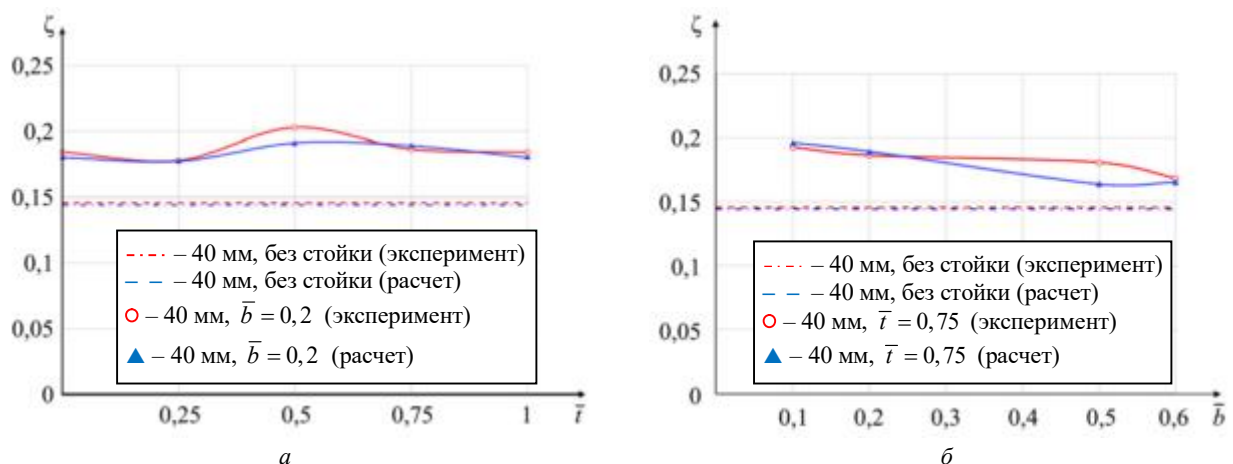 ζ
0,25
0,2
0,15
0,1
0,05
0
– 40 мм, без стойки (эксперимент)
– 40 мм, без стойки (расчет)
– 40 мм, b̅ = 0,2 (эксперимент)
– 40 мм, b̅ = 0,2 (расчет)
0,25 0,5 0,75 1 t̅
а
ζ
0,25
0,2
0,15
0,1
0,05
0
– 40 мм, без стойки (эксперимент)
– 40 мм, без стойки (расчет)
– 40 мм, t̅ = 0,75 (эксперимент)
– 40 мм, t̅ = 0,75 (расчет)
0,1 0,2 0,3 0,4 0,5 0,6 b̅
б